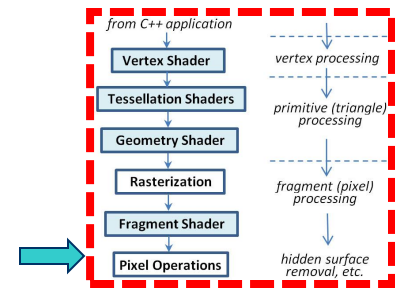 from C++ application
Vertex Shader
Tessellation Shaders
Geometry Shader
Rasterization
Fragment Shader
Pixel Operations
vertex processing
primitive (triangle)
processing
fragment (pixel)
processing
hidden surface
removal, etc.